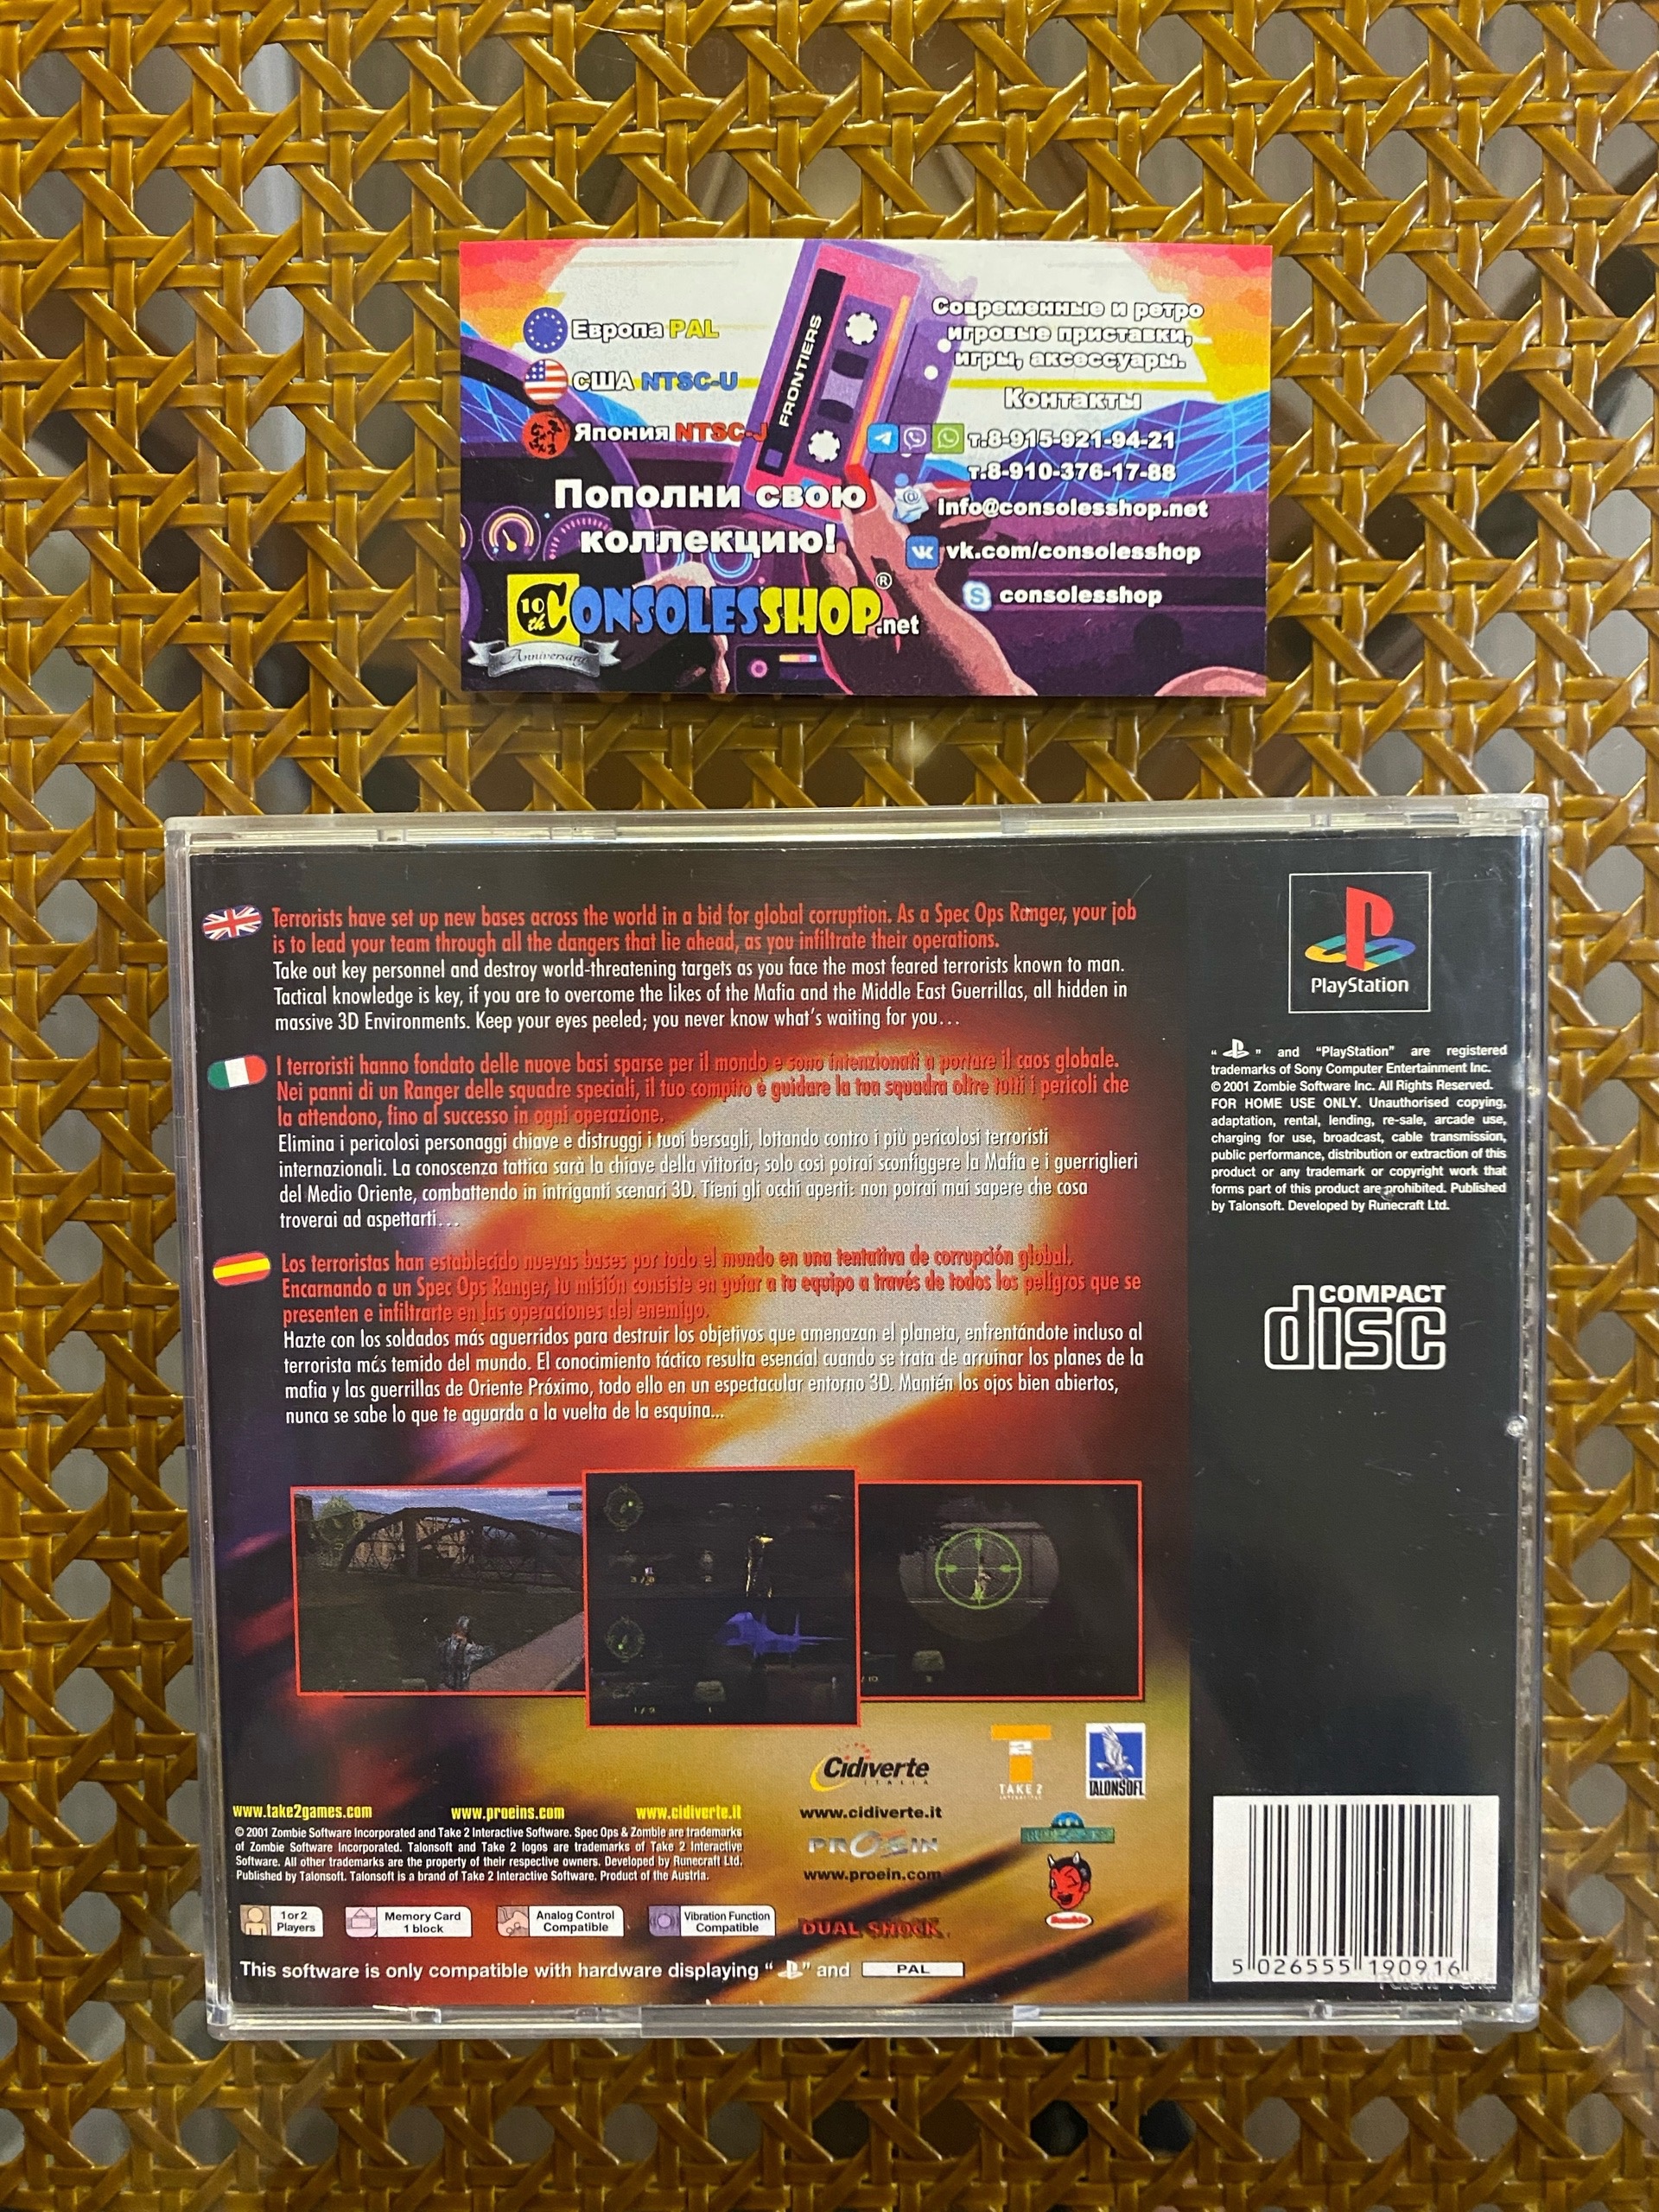 Европа PAL
США NTSC-U
Япония NTSC-J
Пополни свою
коллекцию!
10th
Anniversary
CONSOLESSHOP.net
®
FRONTIERS
Современные и ретро
игровые приставки,
игры, аксессуары.
Контакты
т.8-915-921-94-21
т.8-910-376-17-88
Info@consolesshop.net
vk.com/consolesshop
consolesshop
Terrorists have set up new bases across the world in a bid for global corruption. As a Spec Ops Ranger, your job
is to lead your team through all the dangers that lie ahead, as you infiltrate their operations.
Take out key personnel and destroy world-threatening targets as you face the most feared terrorists known to man.
Tactical knowledge is key, if you are to overcome the likes of the Mafia and the Middle East Guerrillas, all hidden in
massive 3D Environments. Keep your eyes peeled; you never know what's waiting for you...
I terroristi hanno fondato delle nuove basi sparse per il mondo e sono intenzionati a portare il caos globale.
Nei panni di un Ranger delle squadre speciali, il tuo compito è guidare la tua squadra oltre tutti i pericoli che
la attendono, fino al successo in ogni operazione.
Elimina i pericolosi personaggi chiave e distruggi i tuoi bersagli, lottando contro i più pericolosi terroristi
internazionali. La conoscenza tattica sarà la chiave della vittoria; solo così potrai sconfiggere la Mafia e i guerriglieri
del Medio Oriente, combattendo in intriganti scenari 3D. Tieni gli occhi aperti: non potrai mai sapere che cosa
troverai ad aspettarti...
Los terroristas han establecido nuevas bases por todo el mundo en una tentativa de corrupción global.
Encarnando a un Spec Ops Ranger, tu misión consiste en guiar a tu equipo a través de todos los peligros que se
presenten e infiltrarte en las operaciones del enemigo.
Hazte con los soldados más aguerridos para destruir los objetivos que amenazan el planeta, enfrentándote incluso al
terrorista más temido del mundo. El conocimiento táctico resulta esencial cuando se trata de arruinar los planes de la
mafia y las guerrillas de Oriente Próximo, todo ello en un espectacular entorno 3D. Mantén los ojos bien abiertos,
nunca se sabe lo que te aguarda a la vuelta de la esquina...
PlayStation
" " and "PlayStation" are registered
trademarks of Sony Computer Entertainment Inc.
© 2001 Zombie Software Inc. All Rights Reserved.
FOR HOME USE ONLY. Unauthorised copying,
adaptation, rental, lending, re-sale, arcade use,
charging for use, broadcast, cable transmission,
public performance, distribution or extraction of this
product or any trademark or copyright work that
forms part of this product are prohibited. Published
by Talonsoft. Developed by Runecraft Ltd.
COMPACT
disc
Cidiverte
ITALIA
TAKE 2
INTERACTIVE
TALONSOFT
www.take2games.com www.proeins.com www.cidiverte.it
www.cidiverte.it
© 2001 Zombie Software Incorporated and Take 2 Interactive Software. Spec Ops & Zombie are trademarks
of Zombie Software Incorporated. Talonsoft and Take 2 logos are trademarks of Take 2 Interactive
Software. All other trademarks are the property of their respective owners. Developed by Runecraft Ltd.
Published by Talonsoft. Talonsoft is a brand of Take 2 Interactive Software. Product of the Austria.
PROEIN
www.proein.com
1 or 2
Players
Memory Card
1 block
Analog Control
Compatible
Vibration Function
Compatible
DUAL SHOCK
This software is only compatible with hardware displaying " " and PAL
5 026555 190916